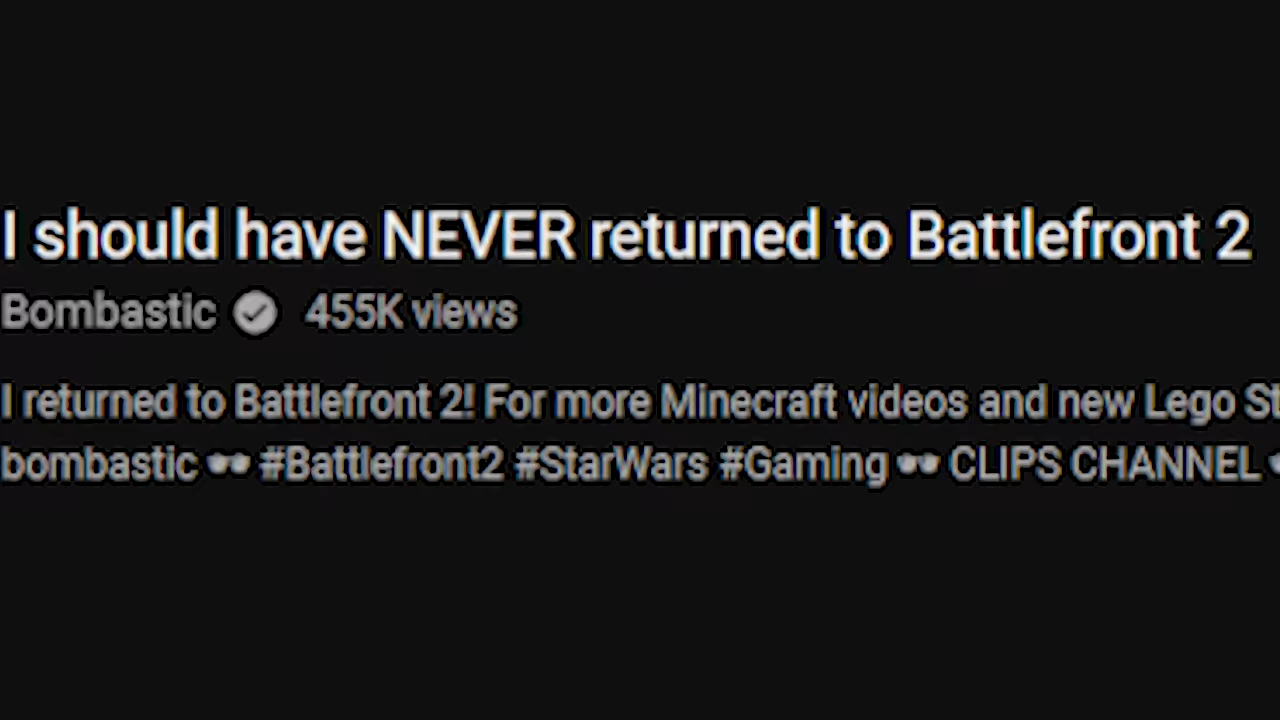 I should have NEVER returned to Battlefront 2
Bombastic 455K views
I returned to Battlefront 2! For more Minecraft videos and new Lego St
bombastic 🕶 #Battlefront2 #StarWars #Gaming 🕶 CLIPS CHANNEL